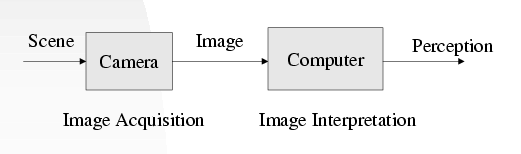 Scene
Camera
Image
Computer
Perception
Image Acquisition
Image Interpretation